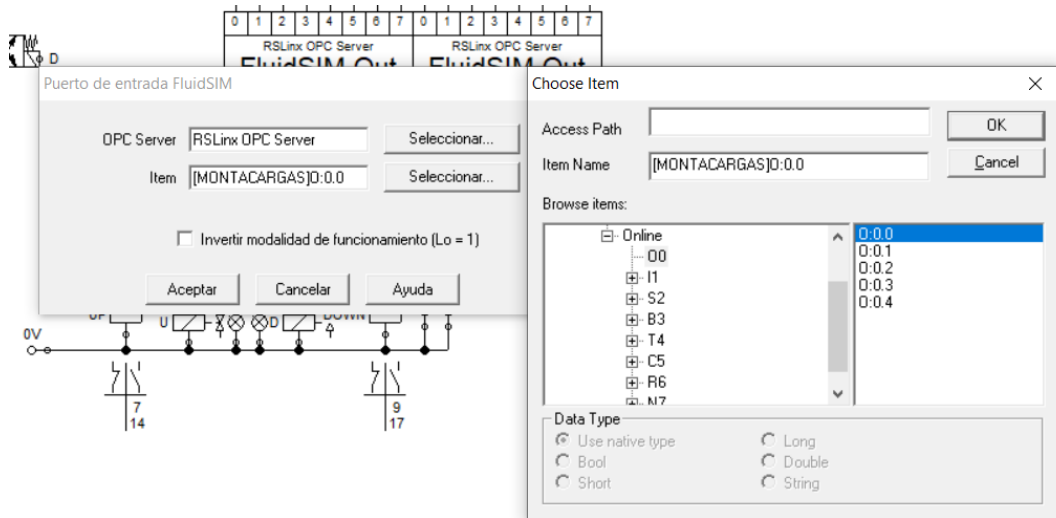 0 1 2 3 4 5 6 7 0 1 2 3 4 5 6 7
RSLinx OPC Server RSLinx OPC Server
FluidSIM Out FluidSIM Out
D
Puerto de entrada FluidSIM
OPC Server RSLinx OPC Server Seleccionar...
Item [MONTACARGAS]O:0.0 Seleccionar...
Invertir modalidad de funcionamiento (Lo = 1)
Aceptar Cancelar Ayuda
UP U D DOWN
0V
7
14
9
17
Choose Item
Access Path
OK
Item Name [MONTACARGAS]O:0.0
Cancel
Browse items:
Online
O0
I1
S2
B3
T4
C5
R6
N7
O:0.0
O:0.1
O:0.2
O:0.3
O:0.4
Data Type
Use native type Long
Bool Double
Short String